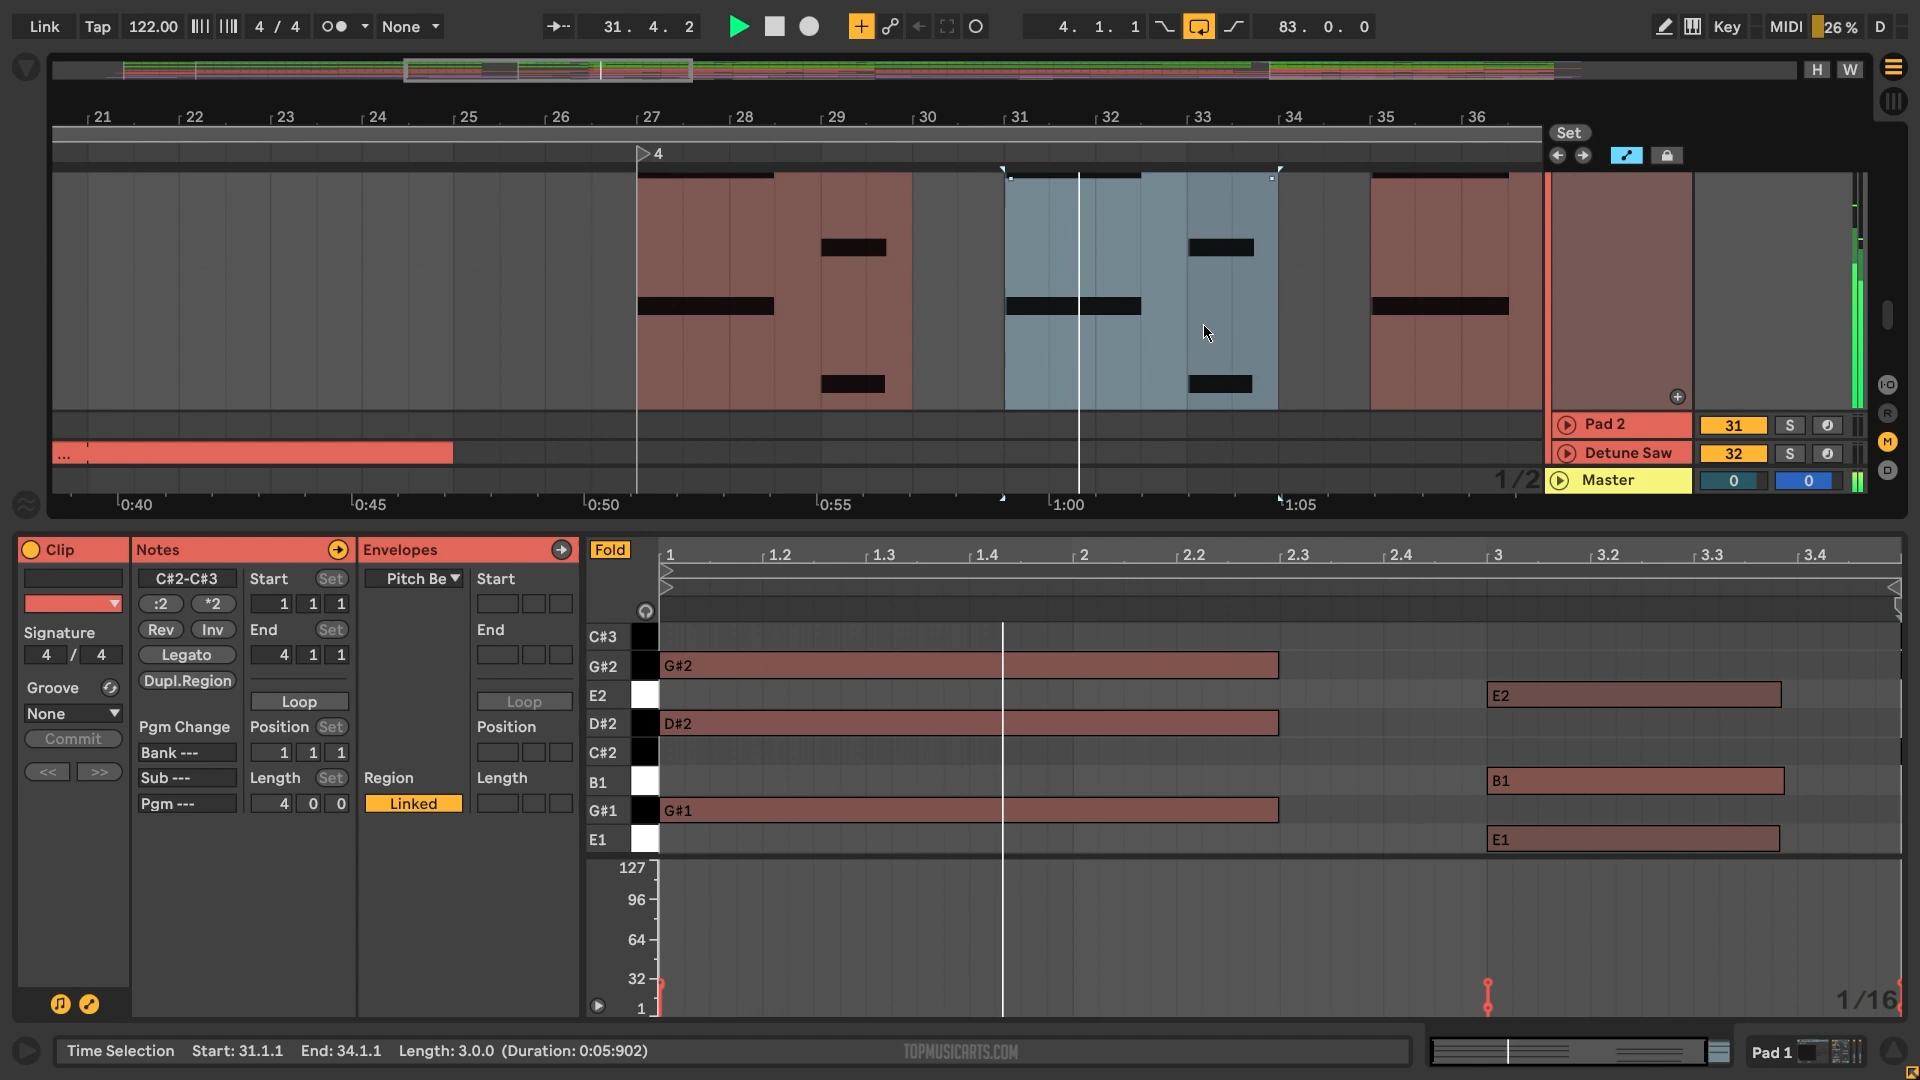 Link Tap 122.00 4 / 4 None 31. 4. 2 4. 1. 1 83. 0. 0 Key MIDI 26 % D
H W
21 22 23 24 25 26 27 28 29 30 31 32 33 34 35 36
Set
4
Pad 2 31 S
... Detune Saw 32 S
1/2 Master 0 0
0:40 0:45 0:50 0:55 1:00 1:05
I·O
R
M
D
Clip Notes Envelopes Fold 1 1.2 1.3 1.4 2 2.2 2.3 2.4 3 3.2 3.3 3.4
C#2-C#3 Start Set Pitch Be Start
:2 *2 1 1 1
Signature Rev Inv End Set End
4 / 4 Legato 4 1 1
Groove Dupl.Region
None Loop Loop
Commit Pgm Change Position Set Position
<< >> Bank --- 1 1 1
Sub --- Length Set Region Length
Pgm --- 4 0 0 Linked
C#3
G#2 G#2
E2 E2
D#2 D#2
C#2
B1 B1
G#1 G#1
E1 E1
127
96
64
32
1 1/16
Time Selection Start: 31.1.1 End: 34.1.1 Length: 3.0.0 (Duration: 0:05:902) TOPMUSICARTS.COM Pad 1